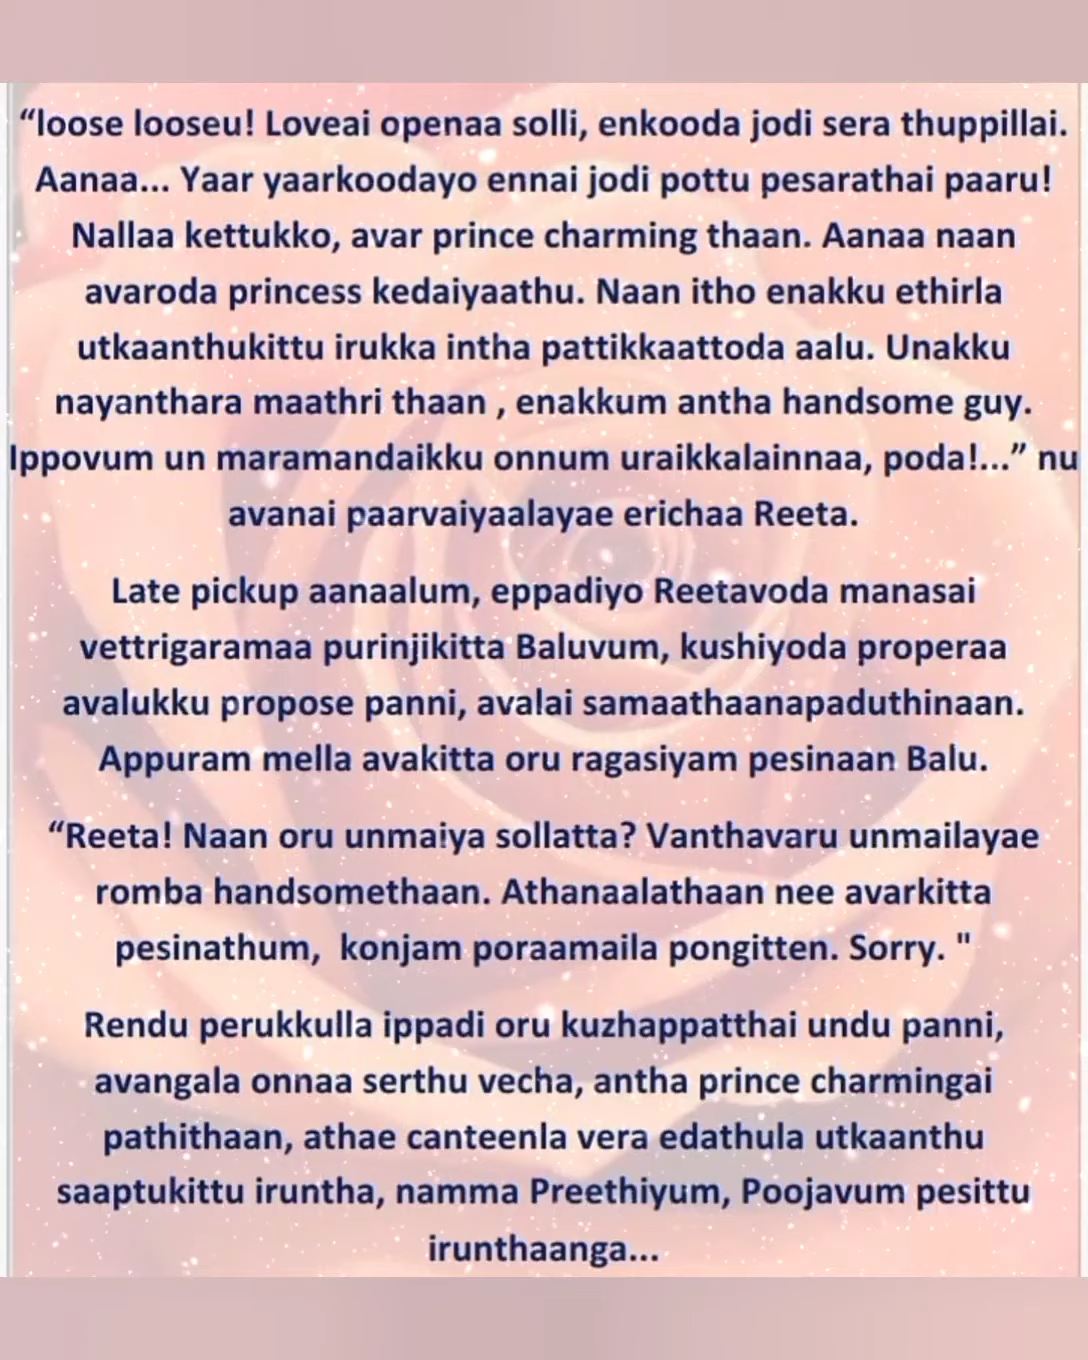 “loose looseu! Loveai openaa solli, enkooda jodi sera thuppillai.
Aanaa... Yaar yaarkoodayo ennai jodi pottu pesarathai paaru!
Nallaa kettukko, avar prince charming thaan. Aanaa naan
avaroda princess kedaiyaathu. Naan itho enakku ethirla
utkaanthukittu irukka intha pattikkaattoda aalu. Unakku
nayanthara maathri thaan , enakkum antha handsome guy.
Ippovum un maramandaikku onnum uraikkalainnaa, poda!...” nu
avanai paarvaiyaalayae erichaa Reeta.
Late pickup aanaalum, eppadiyo Reetavoda manasai
vettrigaramaa purinjikitta Baluvum, kushiyoda properaa
avalukku propose panni, avalai samaathaanapaduthinaan.
Appuram mella avakitta oru ragasiyam pesinaan Balu.
“Reeta! Naan oru unmaiya sollatta? Vanthavaru unmailayae
romba handsomethaan. Athanaalathaan nee avarkitta
pesinathum,  konjam poraamaila pongitten. Sorry. "
Rendu perukkulla ippadi oru kuzhappatthai undu panni,
avangala onnaa serthu vecha, antha prince charmingai
pathithaan, athae canteenla vera edathula utkaanthu
saaptukittu iruntha, namma Preethiyum, Poojavum pesittu
irunthaanga...